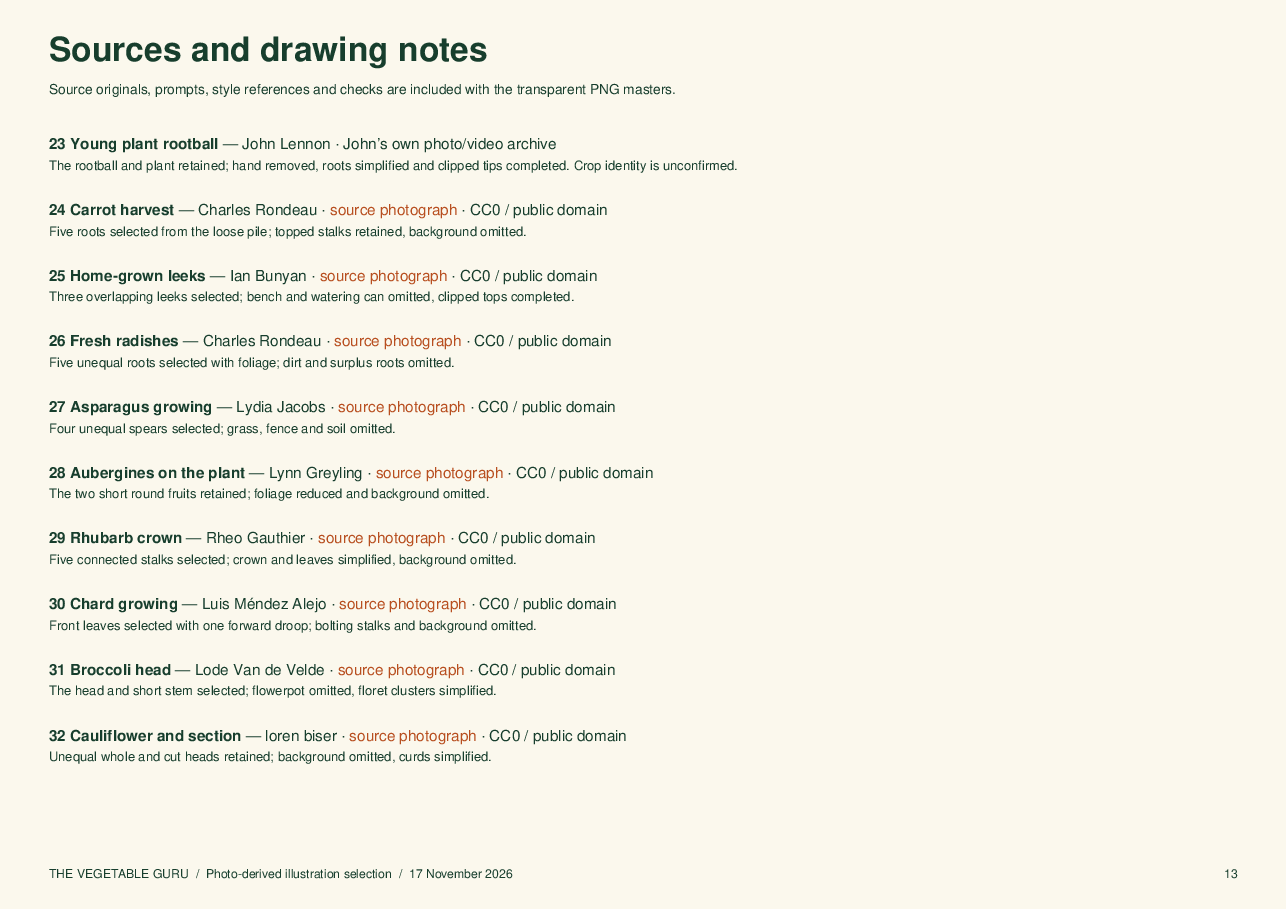 Sources and drawing notes
Source originals, prompts, style references and checks are included with the transparent PNG masters.
23 Young plant rootball — John Lennon · John’s own photo/video archive
The rootball and plant retained; hand removed, roots simplified and clipped tips completed. Crop identity is unconfirmed.
24 Carrot harvest — Charles Rondeau · source photograph · CC0 / public domain
Five roots selected from the loose pile; topped stalks retained, background omitted.
25 Home-grown leeks — Ian Bunyan · source photograph · CC0 / public domain
Three overlapping leeks selected; bench and watering can omitted, clipped tops completed.
26 Fresh radishes — Charles Rondeau · source photograph · CC0 / public domain
Five unequal roots selected with foliage; dirt and surplus roots omitted.
27 Asparagus growing — Lydia Jacobs · source photograph · CC0 / public domain
Four unequal spears selected; grass, fence and soil omitted.
28 Aubergines on the plant — Lynn Greyling · source photograph · CC0 / public domain
The two short round fruits retained; foliage reduced and background omitted.
29 Rhubarb crown — Rheo Gauthier · source photograph · CC0 / public domain
Five connected stalks selected; crown and leaves simplified, background omitted.
30 Chard growing — Luis Méndez Alejo · source photograph · CC0 / public domain
Front leaves selected with one forward droop; bolting stalks and background omitted.
31 Broccoli head — Lode Van de Velde · source photograph · CC0 / public domain
The head and short stem selected; flowerpot omitted, floret clusters simplified.
32 Cauliflower and section — loren biser · source photograph · CC0 / public domain
Unequal whole and cut heads retained; background omitted, curds simplified.
THE VEGETABLE GURU / Photo-derived illustration selection / 17 November 2026
13